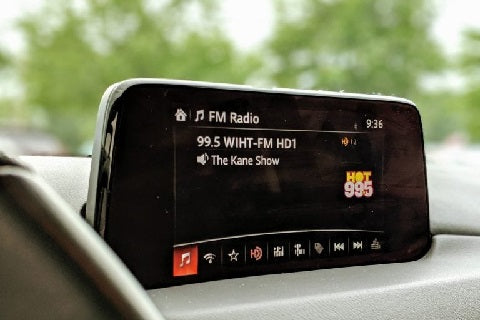 FM Radio
9:36
99.5 WIHT-FM HD1
The Kane Show
HOT
995